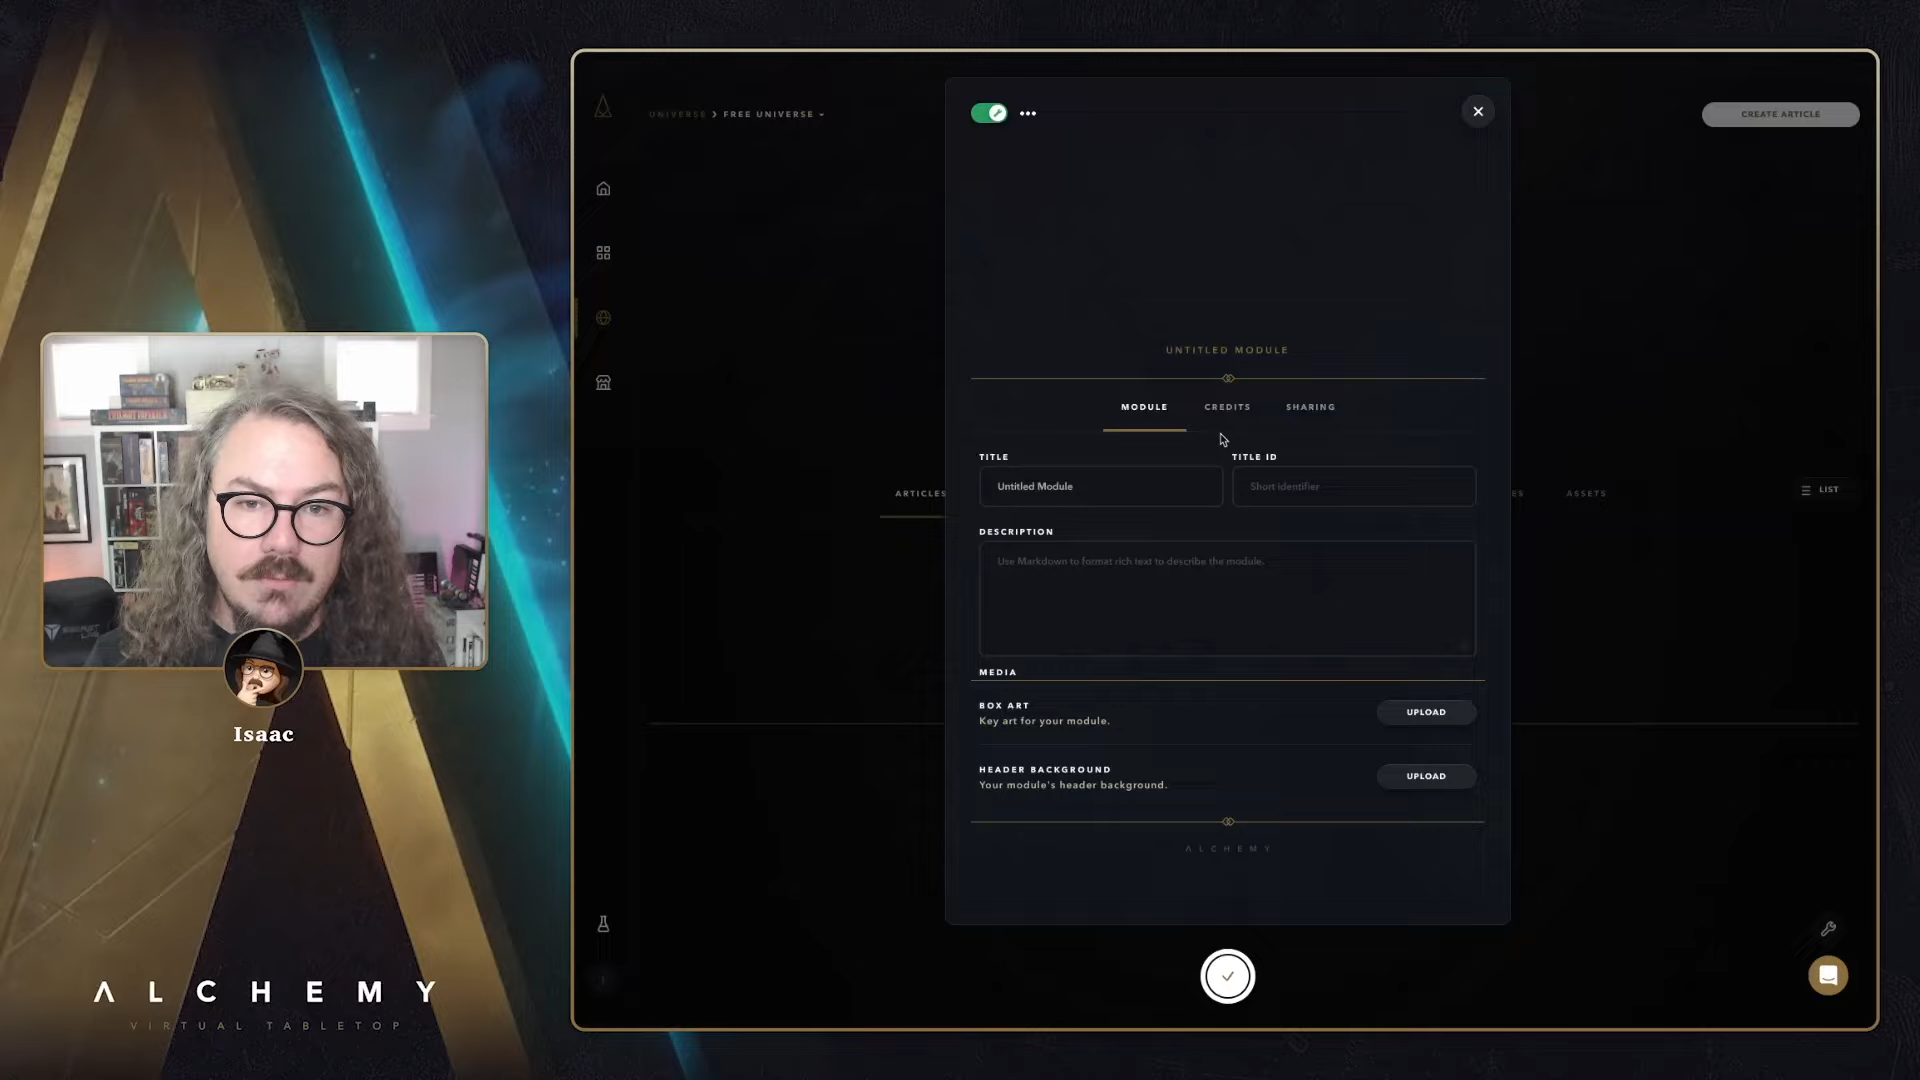 UNIVERSE > FREE UNIVERSE
CREATE ARTICLE
UNTITLED MODULE
MODULE CREDITS SHARING
TITLE TITLE ID
Untitled Module Short identifier
ARTICLES ES ASSETS LIST
DESCRIPTION
Use Markdown to format rich text to describe the module.
MEDIA
BOX ART
Key art for your module.
UPLOAD
HEADER BACKGROUND
Your module's header background.
UPLOAD
ALCHEMY
Isaac
ALCHEMY
VIRTUAL TABLETOP